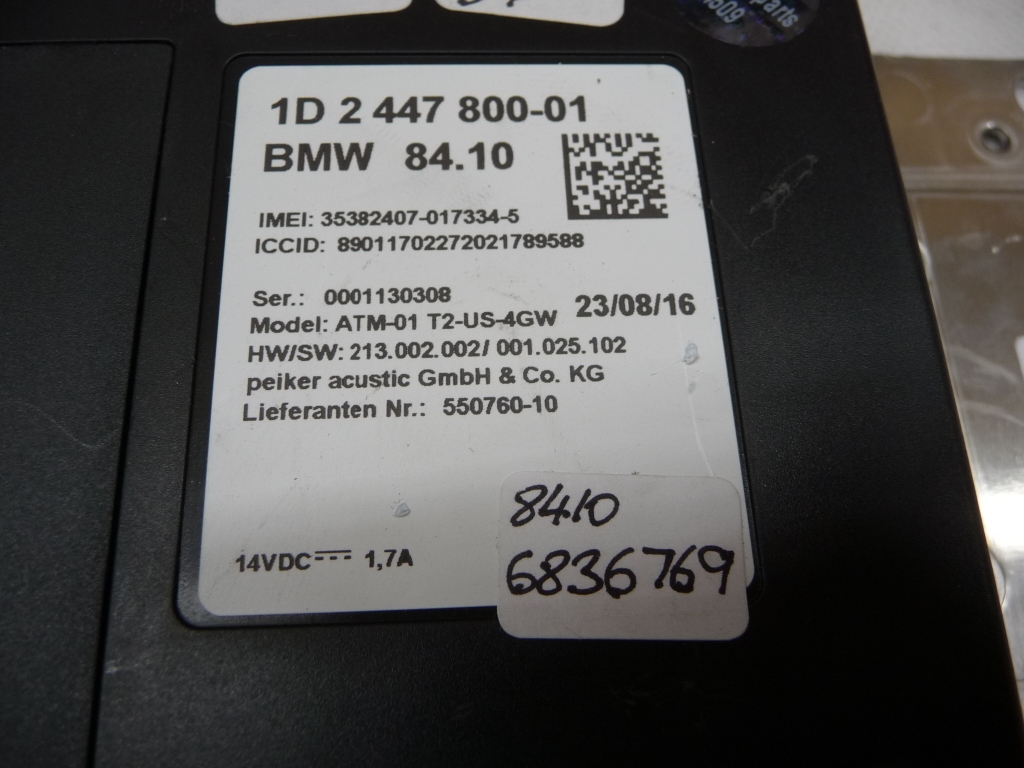 parts
1D 2 447 800-01
BMW 84.10
IMEI: 35382407-017334-5
ICCID: 89011702272021789588
Ser.: 0001130308
23/08/16
Model: ATM-01 T2-US-4GW
HW/SW: 213.002.002/ 001.025.102
peiker acustic GmbH & Co. KG
Lieferanten Nr.: 550760-10
14VDC 1,7A
8410
6836769